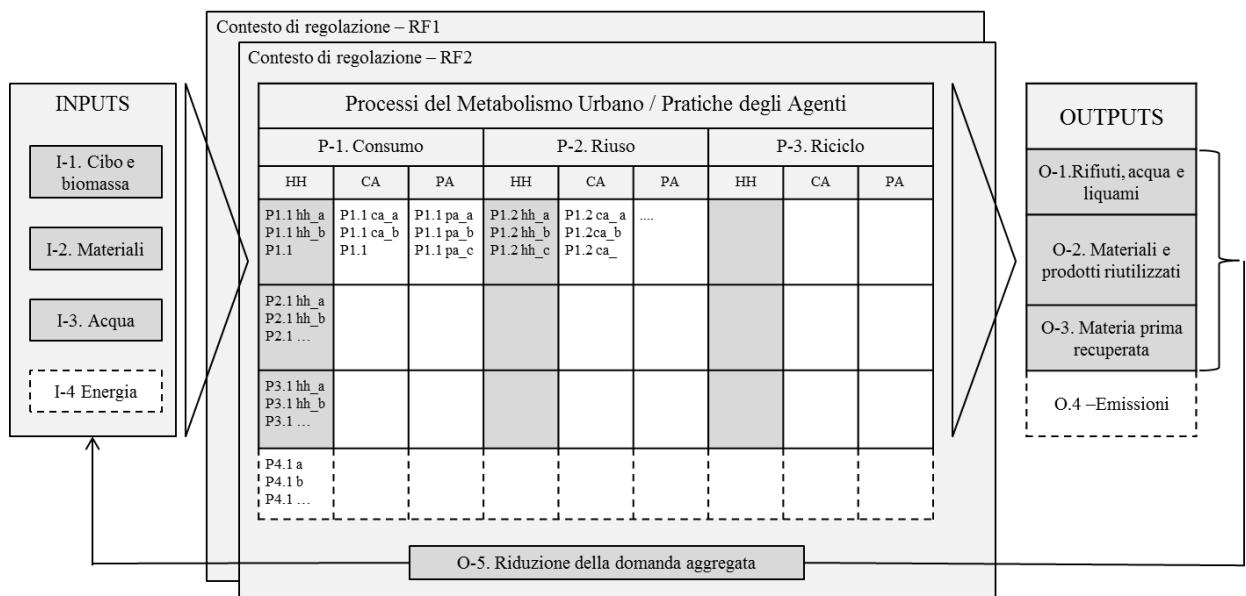 Contesto di regolazione – RF1
Contesto di regolazione – RF2
INPUTS
I-1. Cibo e
biomassa
I-2. Materiali
I-3. Acqua
I-4 Energia
Processi del Metabolismo Urbano / Pratiche degli Agenti
P-1. Consumo
P-2. Riuso
P-3. Riciclo
HH
CA
PA
HH
CA
PA
HH
CA
PA
P1.1 hh_a
P1.1 hh_b
P1.1
P1.1 ca_a
P1.1 ca_b
P1.1
P1.1 pa_a
P1.1 pa_b
P1.1 pa_c
P1.2 hh_a
P1.2 hh_b
P1.2 hh_c
P1.2 ca_a
P1.2ca_b
P1.2 ca_
....
P2.1 hh_a
P2.1 hh_b
P2.1 ...
P3.1 hh_a
P3.1 hh_b
P3.1 ...
P4.1 a
P4.1 b
P4.1 ...
OUTPUTS
O-1.Rifiuti, acqua e
liquami
O-2. Materiali e
prodotti riutilizzati
O-3. Materia prima
recuperata
O.4 –Emissioni
O-5. Riduzione della domanda aggregata